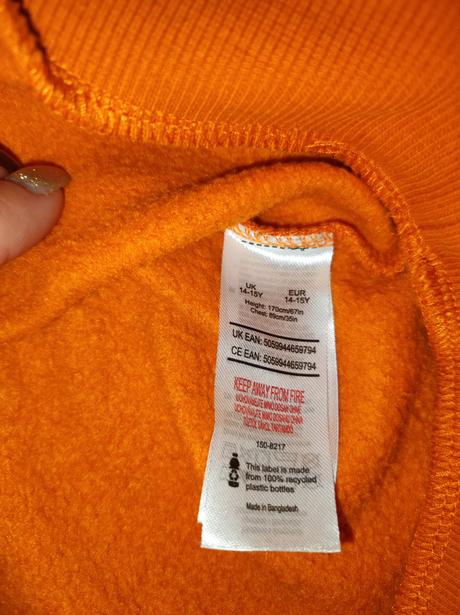 UK EUR
14-15Y 14-15Y
Height: 170cm/67in
Chest: 89cm/35in
UK EAN: 5059944659794
CE EAN: 5059944659794
KEEP AWAY FROM FIRE
150-8217
This label is made
from 100% recycled
plastic bottles
Made in Bangladesh